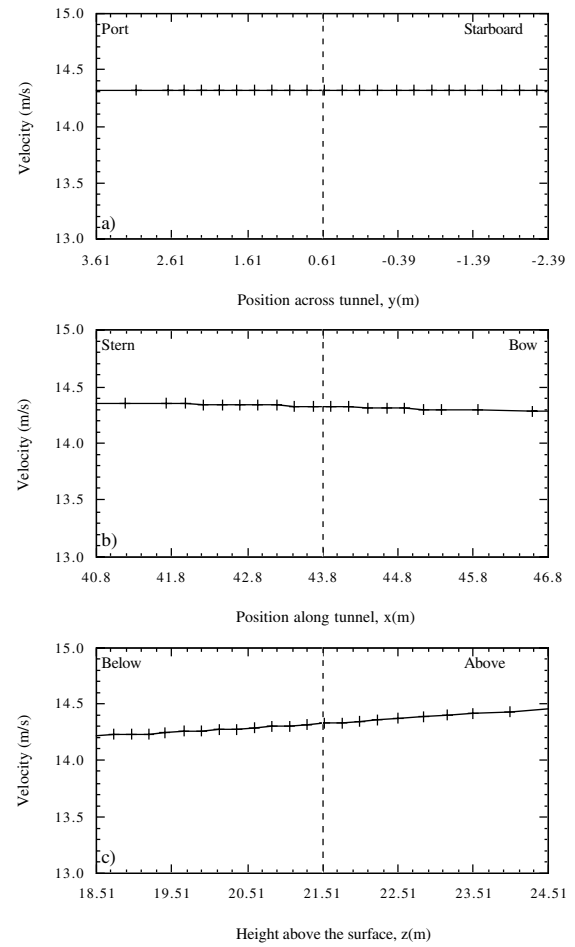 15.0
Port Starboard
14.5
Velocity (m/s)
14.0
13.5
a)
13.0
3.61 2.61 1.61 0.61 -0.39 -1.39 -2.39
Position across tunnel, y(m)
15.0
Stern Bow
14.5
Velocity (m/s)
14.0
13.5
b)
13.0
40.8 41.8 42.8 43.8 44.8 45.8 46.8
Position along tunnel, x(m)
15.0
Below Above
14.5
Velocity (m/s)
14.0
13.5
c)
13.0
18.51 19.51 20.51 21.51 22.51 23.51 24.51
Height above the surface, z(m)